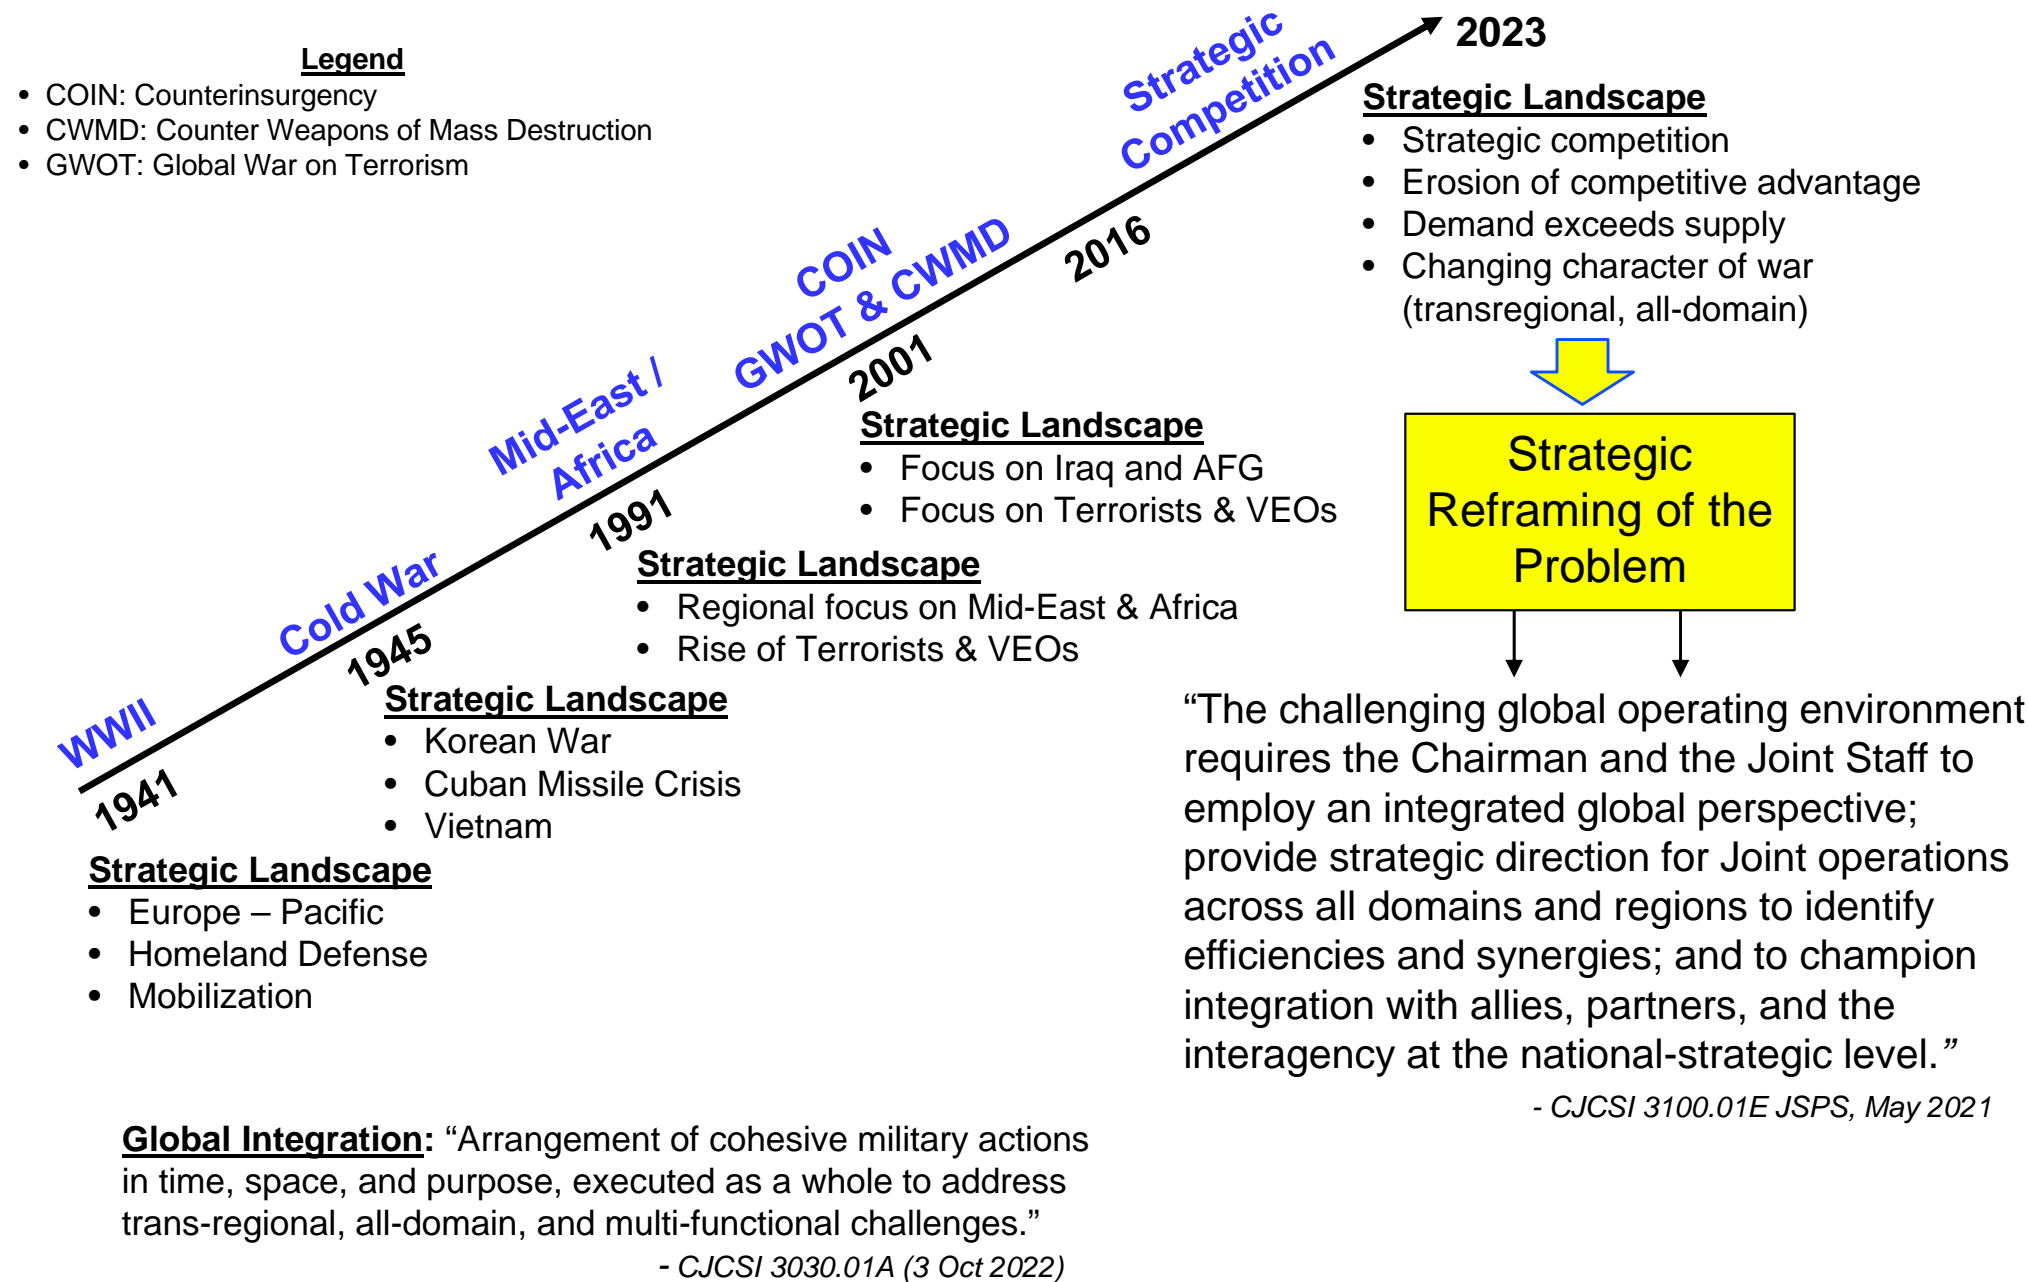 Legend
• COIN: Counterinsurgency
• CWMD: Counter Weapons of Mass Destruction
• GWOT: Global War on Terrorism
WWII
1941
Strategic Landscape
• Europe – Pacific
• Homeland Defense
• Mobilization
Cold War
1945
Strategic Landscape
• Korean War
• Cuban Missile Crisis
• Vietnam
Mid-East /
Africa
1991
Strategic Landscape
• Regional focus on Mid-East & Africa
• Rise of Terrorists & VEOs
COIN
GWOT & CWMD
2001
Strategic Landscape
• Focus on Iraq and AFG
• Focus on Terrorists & VEOs
Strategic
Competition
2016
2023
Strategic Landscape
• Strategic competition
• Erosion of competitive advantage
• Demand exceeds supply
• Changing character of war
(transregional, all-domain)
Strategic
Reframing of the
Problem
“The challenging global operating environment
requires the Chairman and the Joint Staff to
employ an integrated global perspective;
provide strategic direction for Joint operations
across all domains and regions to identify
efficiencies and synergies; and to champion
integration with allies, partners, and the
interagency at the national-strategic level.”
- CJCSI 3100.01E JSPS, May 2021
Global Integration: “Arrangement of cohesive military actions
in time, space, and purpose, executed as a whole to address
trans-regional, all-domain, and multi-functional challenges.”
- CJCSI 3030.01A (3 Oct 2022)